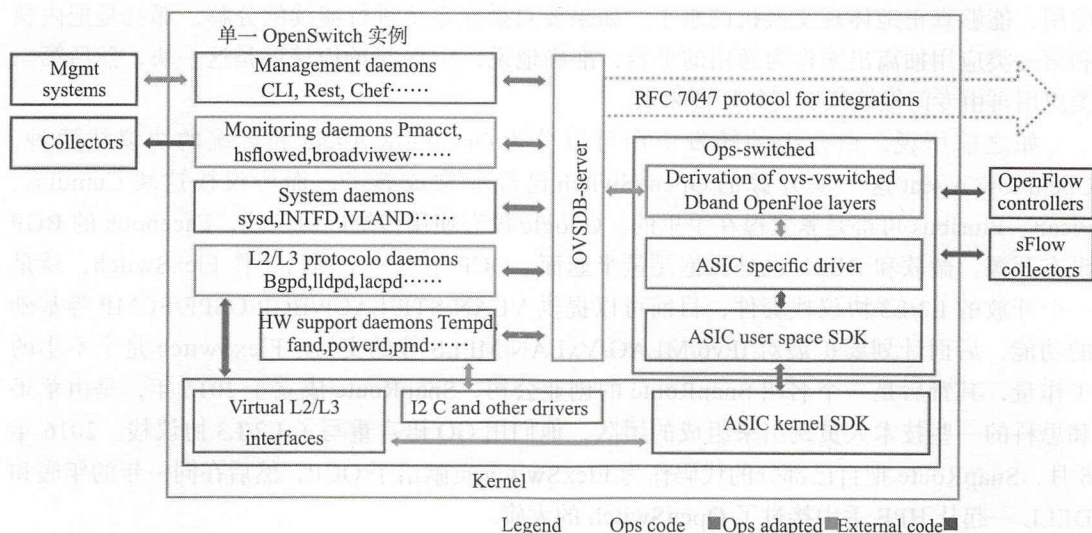 单一 OpenSwitch 实例
Mgmt
systems
Management daemons
CLI, Rest, Chef……
Collectors
Monitoring daemons Pmacct,
hsflowed,broadviwew……
System daemons
sysd,INTFD,VLAND……
L2/L3 protocolo daemons
Bgpd,lldpd,lacpd……
HW support daemons Tempd,
fand,powerd,pmd……
OVSIDB-server
RFC 7047 protocol for integrations
Ops-switched
Derivation of ovs-vswitched
Dband OpenFloe layers
ASIC specific driver
ASIC user space SDK
OpenFlow
controllers
sFlow
collectors
Virtual L2/L3
interfaces
I2 C and other drivers
ASIC kernel SDK
Kernel
Legend Ops code Ops adapted External code